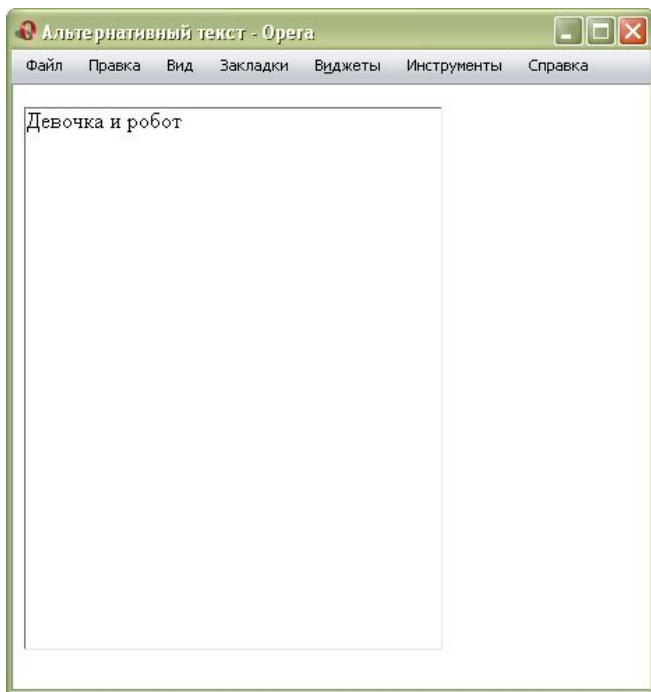 Альтернативный текст - Opera
Файл Правка Вид Закладки Виджеты Инструменты Справка
Девочка и робот